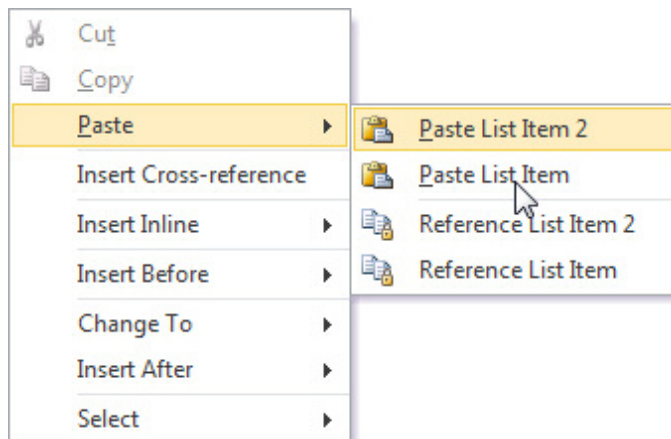 Cut
Copy
Paste
Insert Cross-reference
Insert Inline
Insert Before
Change To
Insert After
Select
Paste List Item 2
Paste List Item
Reference List Item 2
Reference List Item